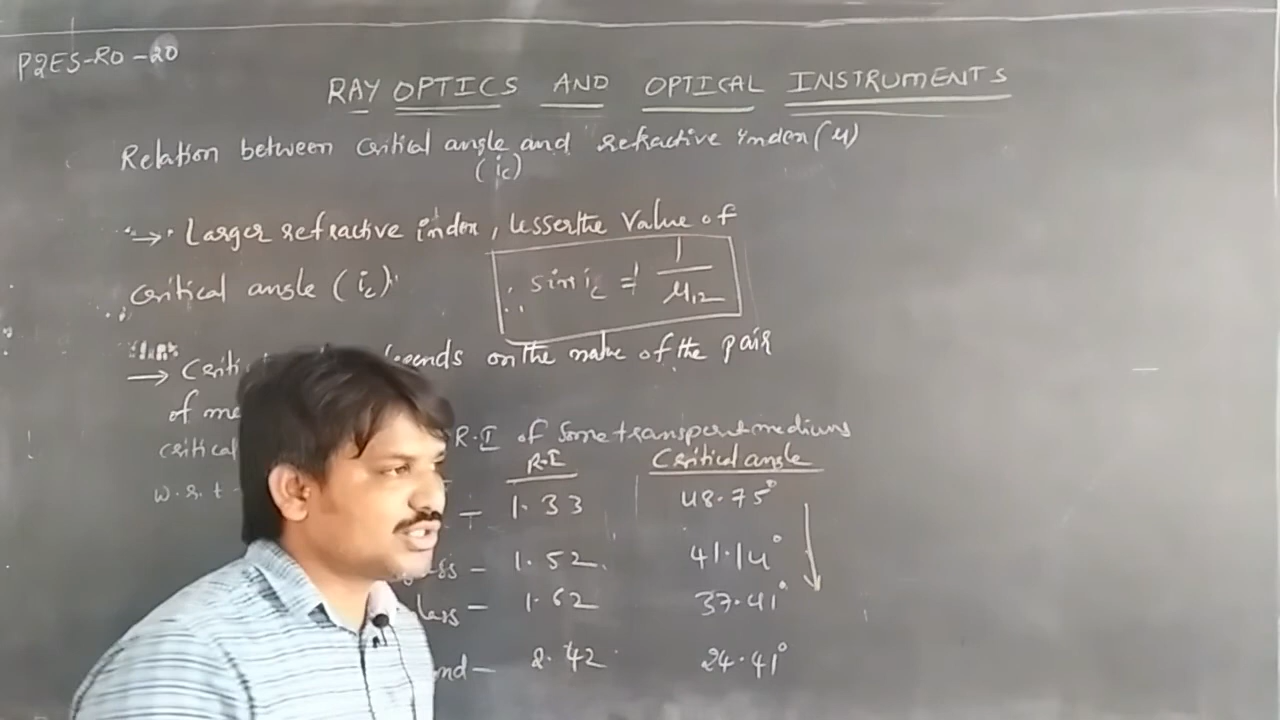 P2ES-RO-20
RAY OPTICS AND OPTICAL INSTRUMENTS
Relation between critical angle and refractive index (μ)
(ic)
→ Larger refractive index, lesser the value of
critical angle (ic)
∴ sin ic = 1/μ12
→ on the nature of the pair
of
critical R.I of some transparent mediums
R.I Critical angle
w.r.t
1.33 48.75°
1.52 41.14°
1.62 37.41°
2.42 24.41°